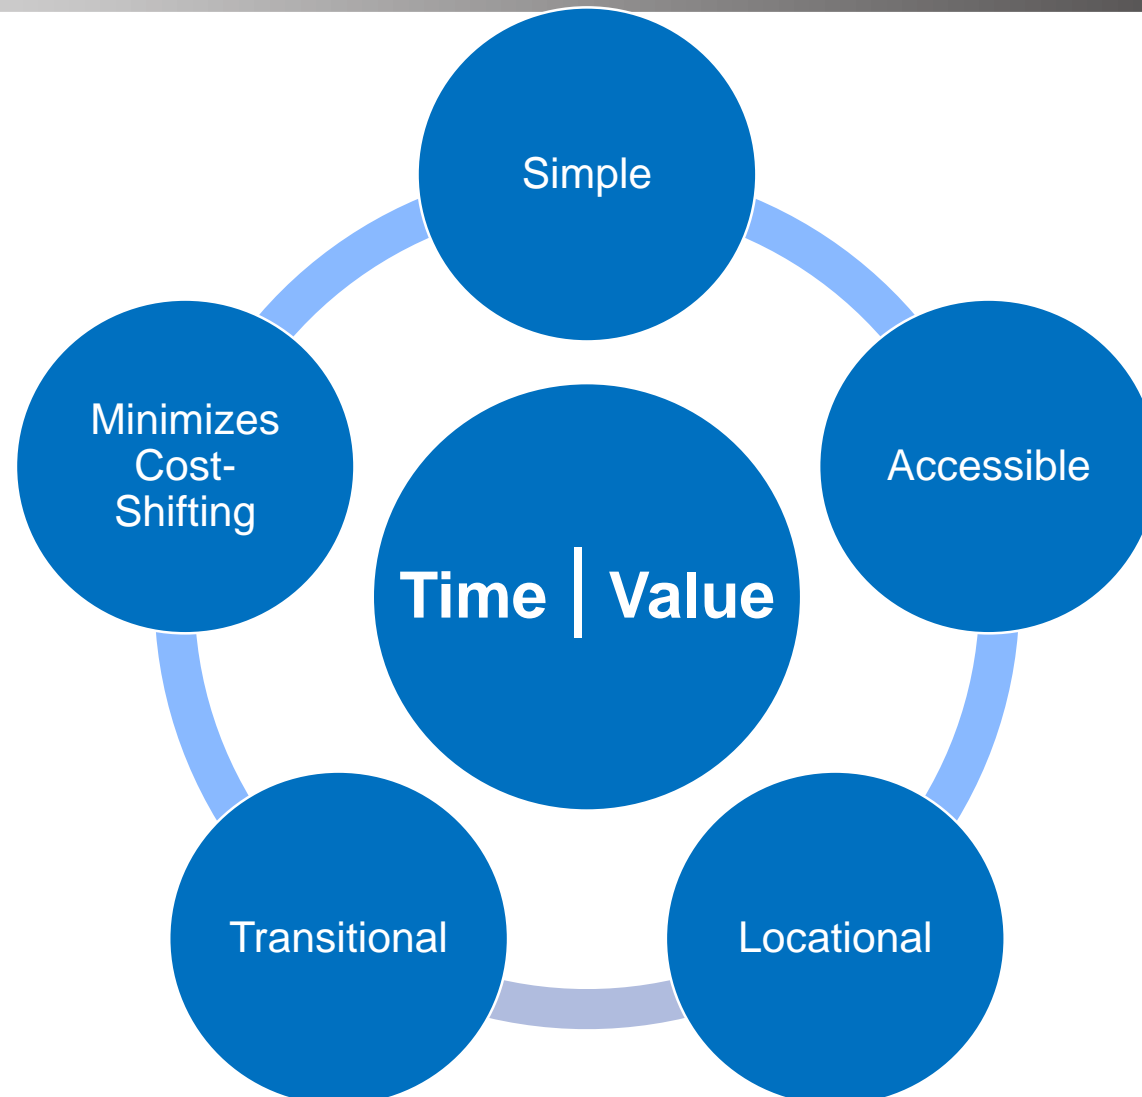 Simple
Accessible
Locational
Transitional
Minimizes
Cost-
Shifting
Time | Value